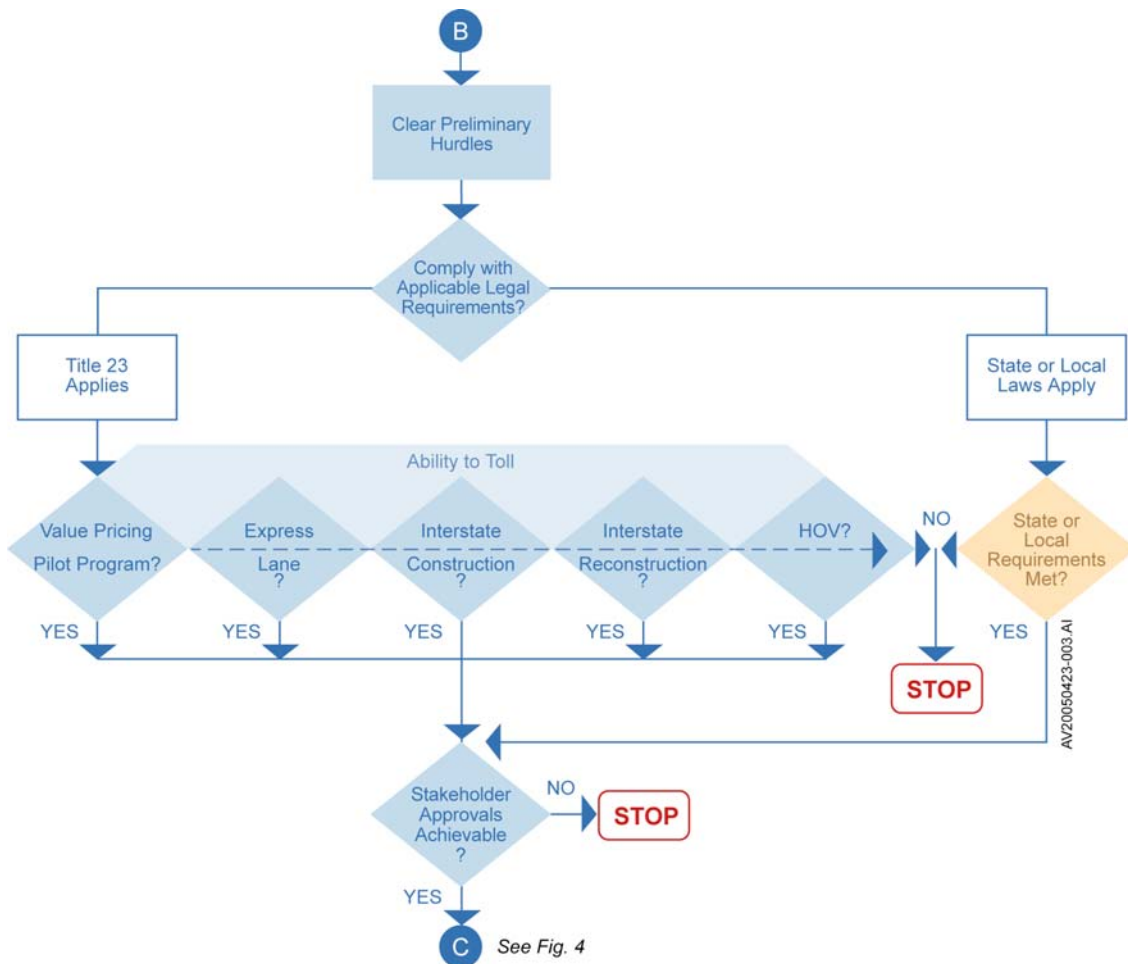 B
Clear Preliminary
Hurdles
Comply with
Applicable Legal
Requirements?
Title 23
Applies
State or Local
Laws Apply
Ability to Toll
Value Pricing
Pilot Program?
Express
Lane
?
Interstate
Construction
?
Interstate
Reconstruction
?
HOV?
NO
State or
Local
Requirements
Met?
YES
YES
YES
YES
YES
YES
STOP
AV20050423-003.AI
Stakeholder
Approvals
Achievable
?
NO
STOP
YES
C
See Fig. 4